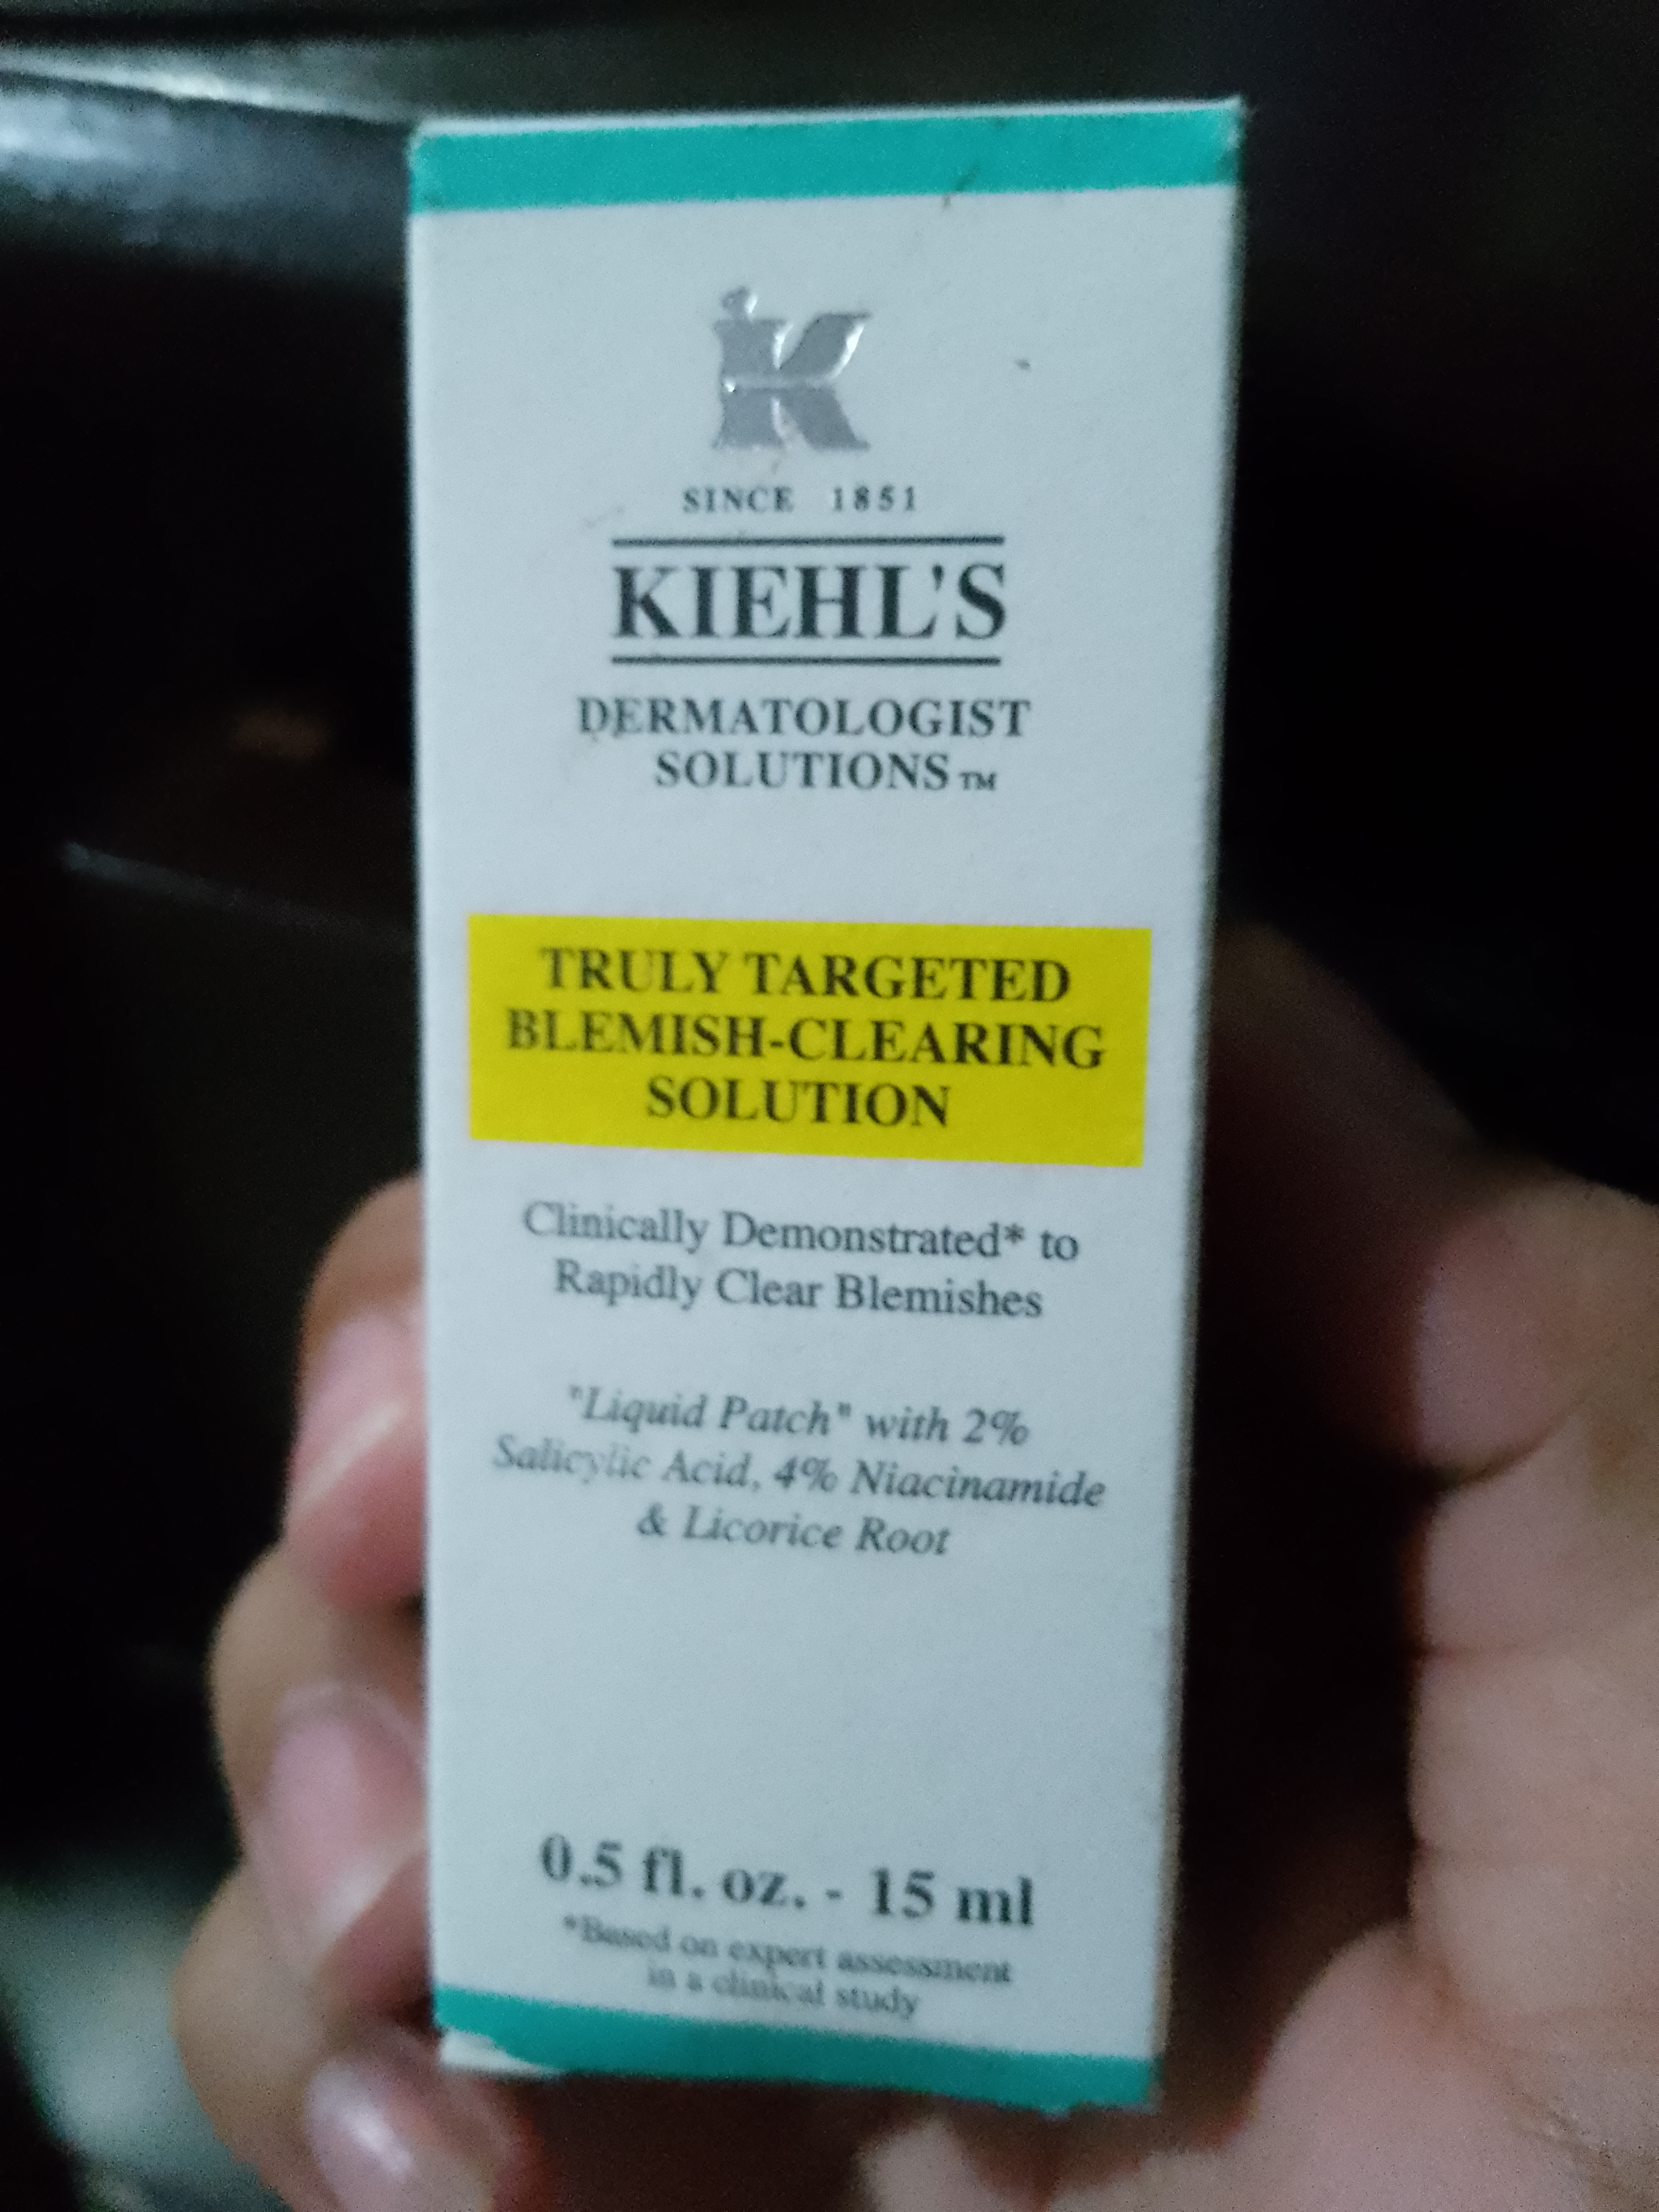 K
SINCE 1851
KIEHL'S
DERMATOLOGIST
SOLUTIONS™
TRULY TARGETED
BLEMISH-CLEARING
SOLUTION
Clinically Demonstrated* to
Rapidly Clear Blemishes
"Liquid Patch" with 2%
Salicylic Acid, 4% Niacinamide
& Licorice Root
0.5 fl. oz. - 15 ml
*Based on expert assessment
in a clinical study